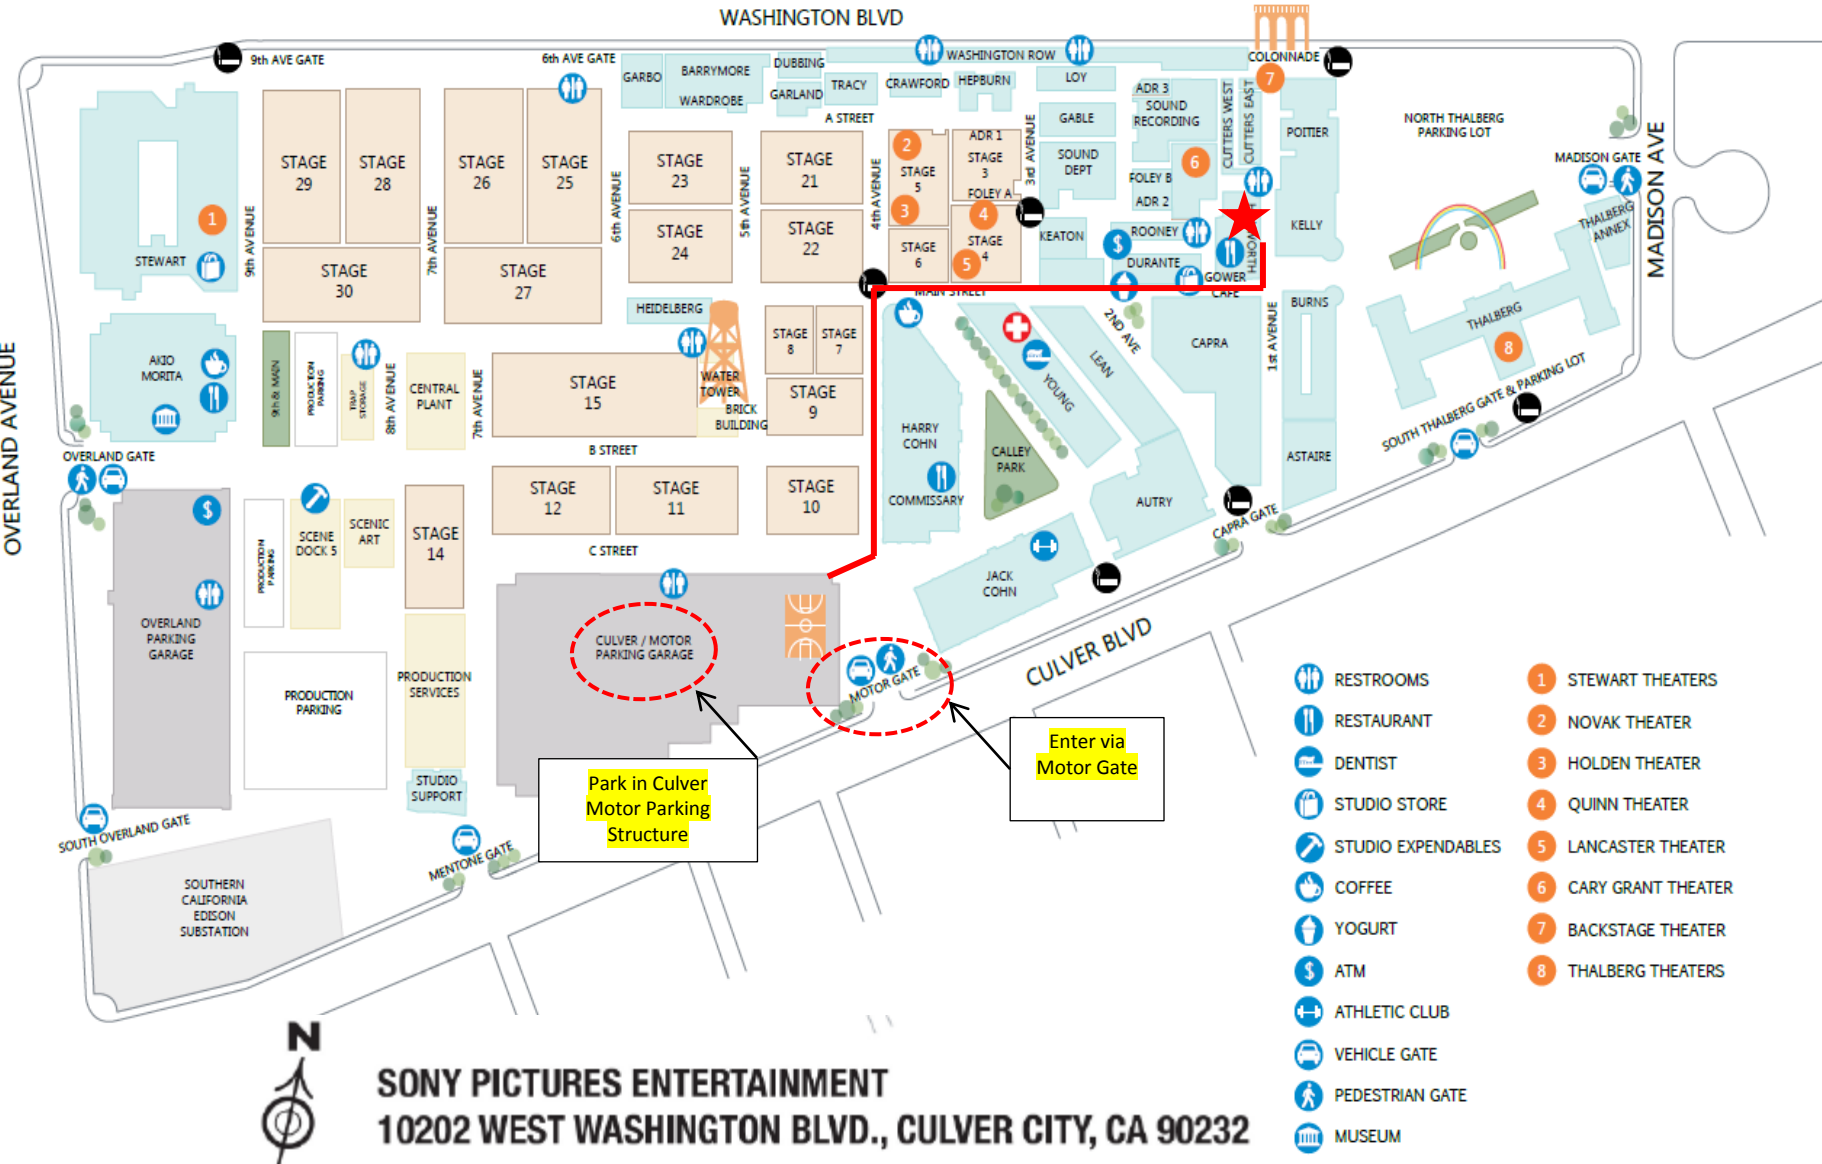 WASHINGTON BLVD
COLONNADE
7
9th AVE GATE
6th AVE GATE
WASHINGTON ROW
GARBO
BARRYMORE
WARDROBE
DUBBING
GARLAND
TRACY
CRAWFORD
HEPBURN
LOY
A STREET
GABLE
SOUND
DEPT
ADR 3
SOUND
RECORDING
CUTTERS WEST
CUTTERS EAST
POITIER
KELLY
NORTH THALBERG
PARKING LOT
MADISON GATE
MADISON AVE
THALBERG
ANNEX
STAGE
29
STAGE
28
STAGE
26
STAGE
25
STAGE
23
STAGE
21
2
STAGE
5
3
ADR 1
STAGE
3
FOLEY A
3rd AVENUE
4
STAGE
4
5
STAGE
6
FOLEY B
ADR 2
6
1
STEWART
9th AVENUE
7th AVENUE
6th AVENUE
5th AVENUE
4th AVENUE
STAGE
24
STAGE
22
KEATON
ROONEY
$
DURANTE
GOWER
CAFE
STAGE
30
STAGE
27
MAIN STREET
HEIDELBERG
2ND AVE
CAPRA
1st AVENUE
BURNS
THALBERG
8
OVERLAND AVENUE
AKIO
MORITA
9th & MAIN
PRODUCTION
PARKING
TRAP
STORAGE
8th AVENUE
CENTRAL
PLANT
7th AVENUE
STAGE
15
WATER
TOWER
BRICK
BUILDING
STAGE
8
STAGE
7
STAGE
9
LEAN
YOUNG
HARRY
COHN
COMMISSARY
CALLEY
PARK
AUTRY
ASTAIRE
SOUTH THALBERG GATE & PARKING LOT
CAPRA GATE
OVERLAND GATE
B STREET
$
PRODUCTION
PARKING
SCENE
DOCK 5
SCENIC
ART
STAGE
14
STAGE
12
STAGE
11
STAGE
10
C STREET
JACK
COHN
CULVER BLVD
OVERLAND
PARKING
GARAGE
CULVER / MOTOR
PARKING GARAGE
MOTOR GATE
PRODUCTION
PARKING
PRODUCTION
SERVICES
STUDIO
SUPPORT
Park in Culver
Motor Parking
Structure
Enter via
Motor Gate
SOUTH OVERLAND GATE
MENTONE GATE
SOUTHERN
CALIFORNIA
EDISON
SUBSTATION
RESTROOMS
RESTAURANT
DENTIST
STUDIO STORE
STUDIO EXPENDABLES
COFFEE
YOGURT
$ ATM
ATHLETIC CLUB
VEHICLE GATE
PEDESTRIAN GATE
MUSEUM
1 STEWART THEATERS
2 NOVAK THEATER
3 HOLDEN THEATER
4 QUINN THEATER
5 LANCASTER THEATER
6 CARY GRANT THEATER
7 BACKSTAGE THEATER
8 THALBERG THEATERS
N
SONY PICTURES ENTERTAINMENT
10202 WEST WASHINGTON BLVD., CULVER CITY, CA 90232